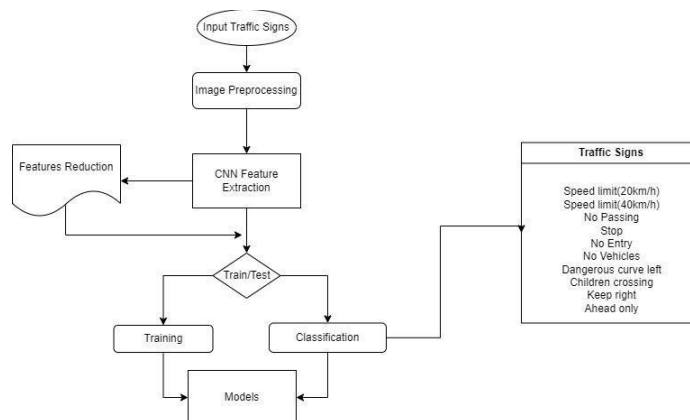 Input Traffic Signs
Image Preprocessing
Features Reduction
CNN Feature
Extraction
Train/Test
Training
Classification
Models
Traffic Signs
Speed limit(20km/h)
Speed limit(40km/h)
No Passing
Stop
No Entry
No Vehicles
Dangerous curve left
Children crossing
Keep right
Ahead only